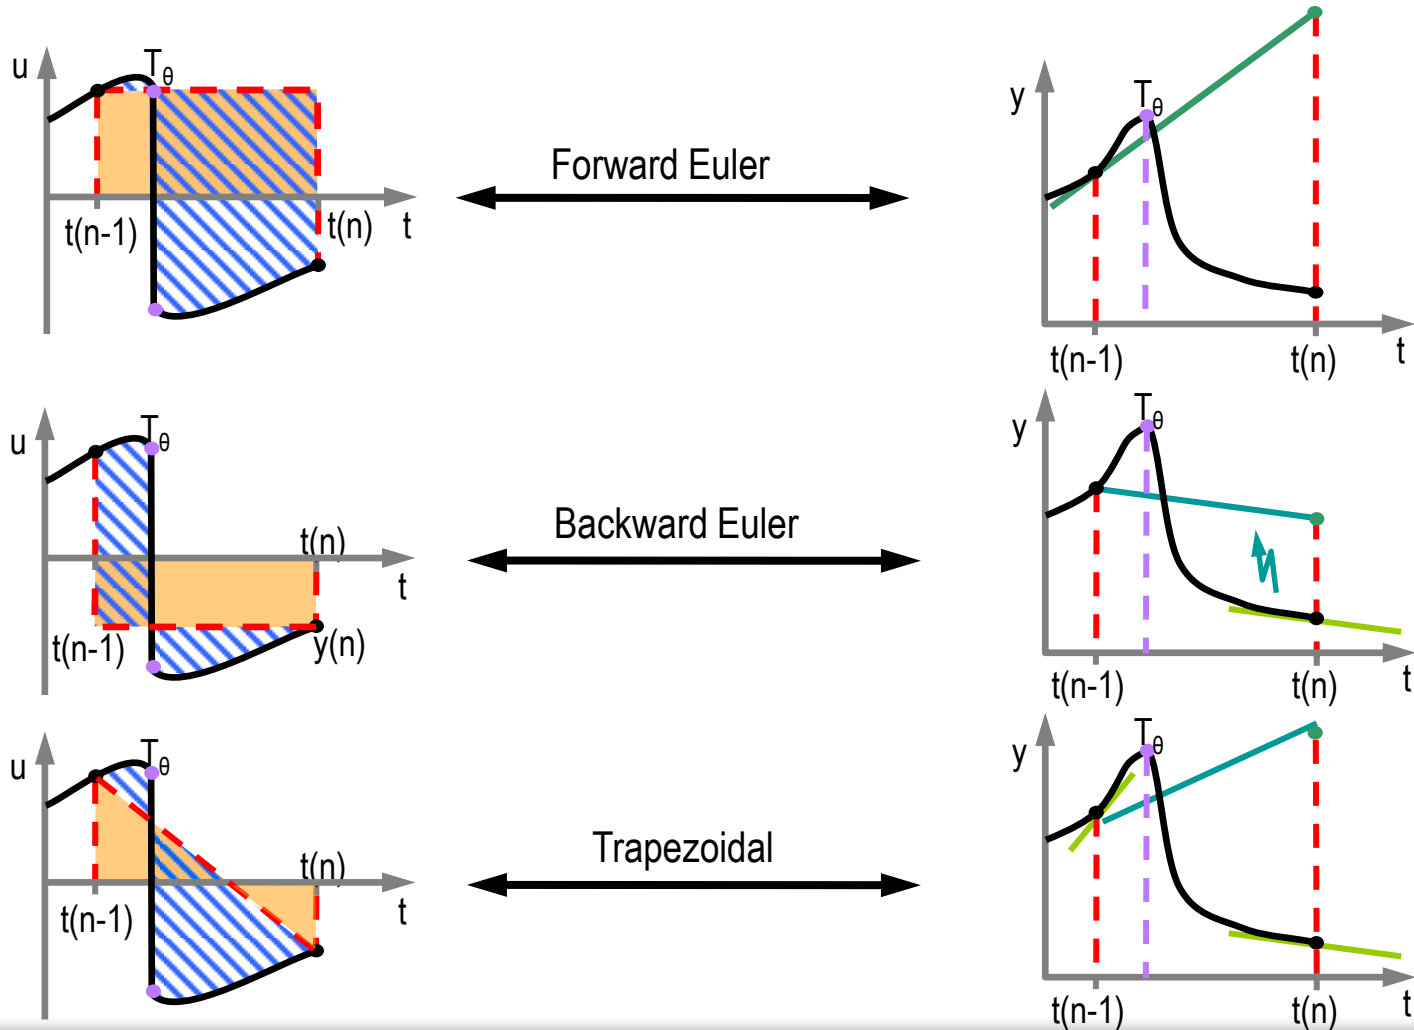 u
Tθ
t(n-1)
t(n)
t
Forward Euler
y
Tθ
t(n-1)
t(n)
t
u
Tθ
t(n)
t
t(n-1)
y(n)
Backward Euler
y
Tθ
t(n-1)
t(n)
t
u
Tθ
t(n)
t
t(n-1)
Trapezoidal
y
Tθ
t(n-1)
t(n)
t